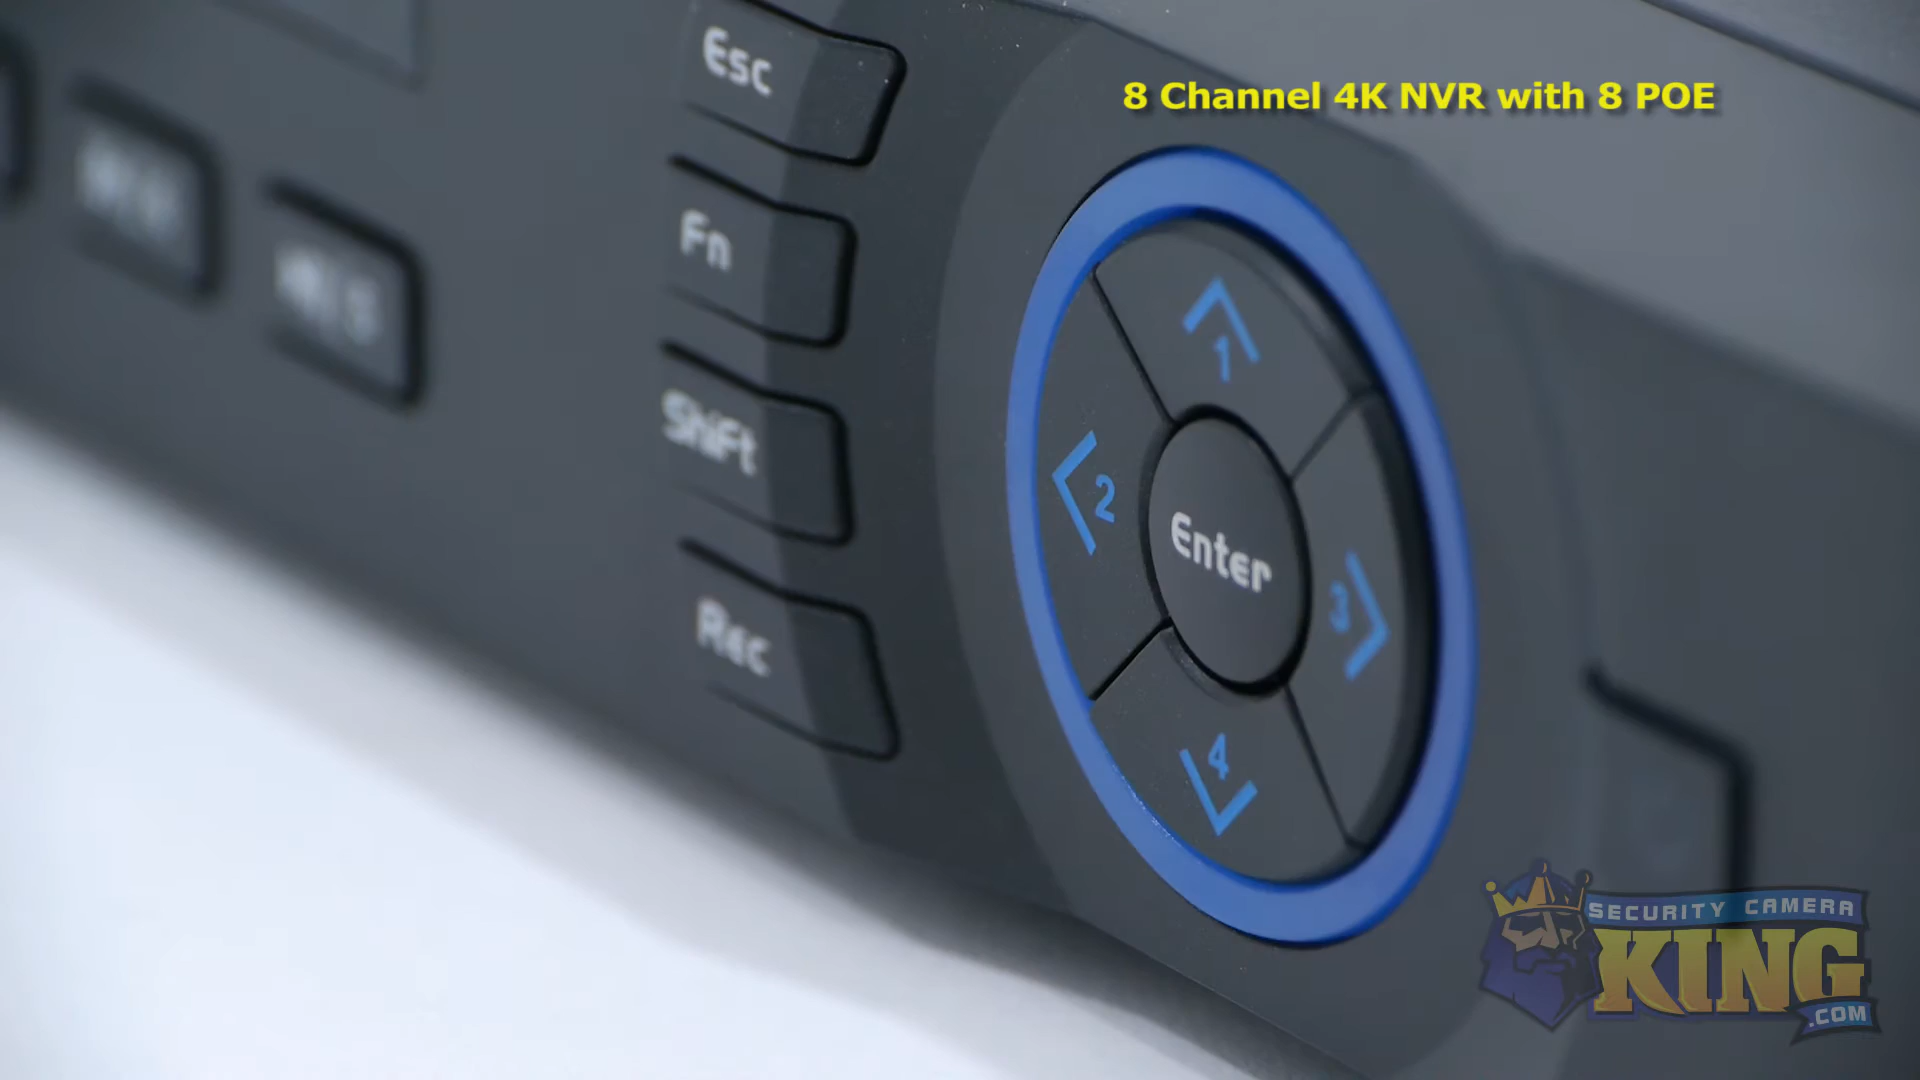 8 Channel 4K NVR with 8 POE
Esc
Fn
Shift
Rec
1
2
Enter
3
4
SECURITY CAMERA
KING
.COM